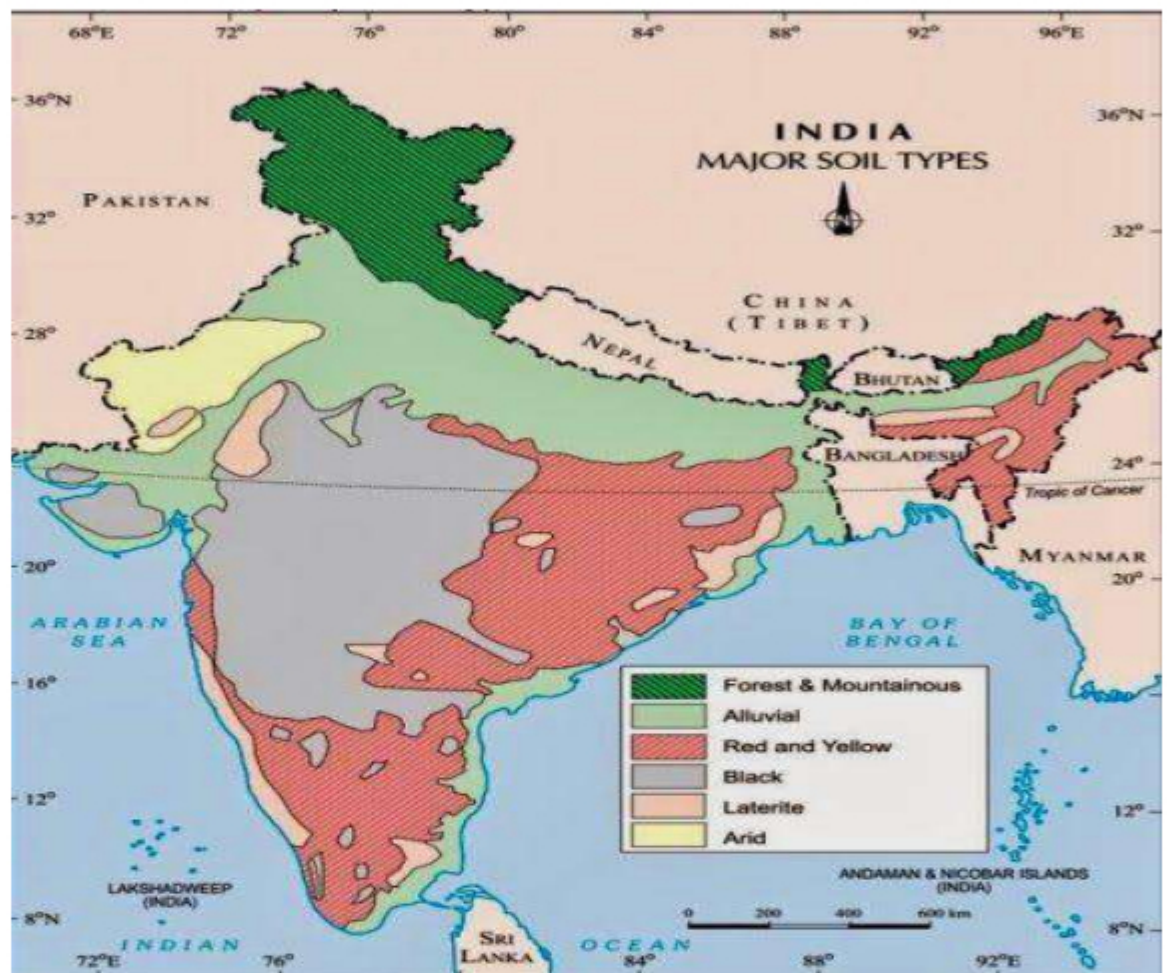 68°E 72° 76° 80° 84° 88° 92° 96°E
36°N 36°N
INDIA
MAJOR SOIL TYPES
N
PAKISTAN
32° 32°
CHINA
(TIBET)
28° 28°
NEPAL
BHUTAN
BANGLADESH
24° 24°
Tropic of Cancer
MYANMAR
20° 20°
ARABIAN
SEA
BAY OF
BENGAL
16° 16°
Forest & Mountainous
Alluvial
Red and Yellow
Black
Laterite
Arid
12° 12°
LAKSHADWEEP
(INDIA)
ANDAMAN & NICOBAR ISLANDS
(INDIA)
0 200 400 600 km
8°N 8°N
INDIAN OCEAN
SRI
LANKA
72°E 76° 84° 88° 92°E